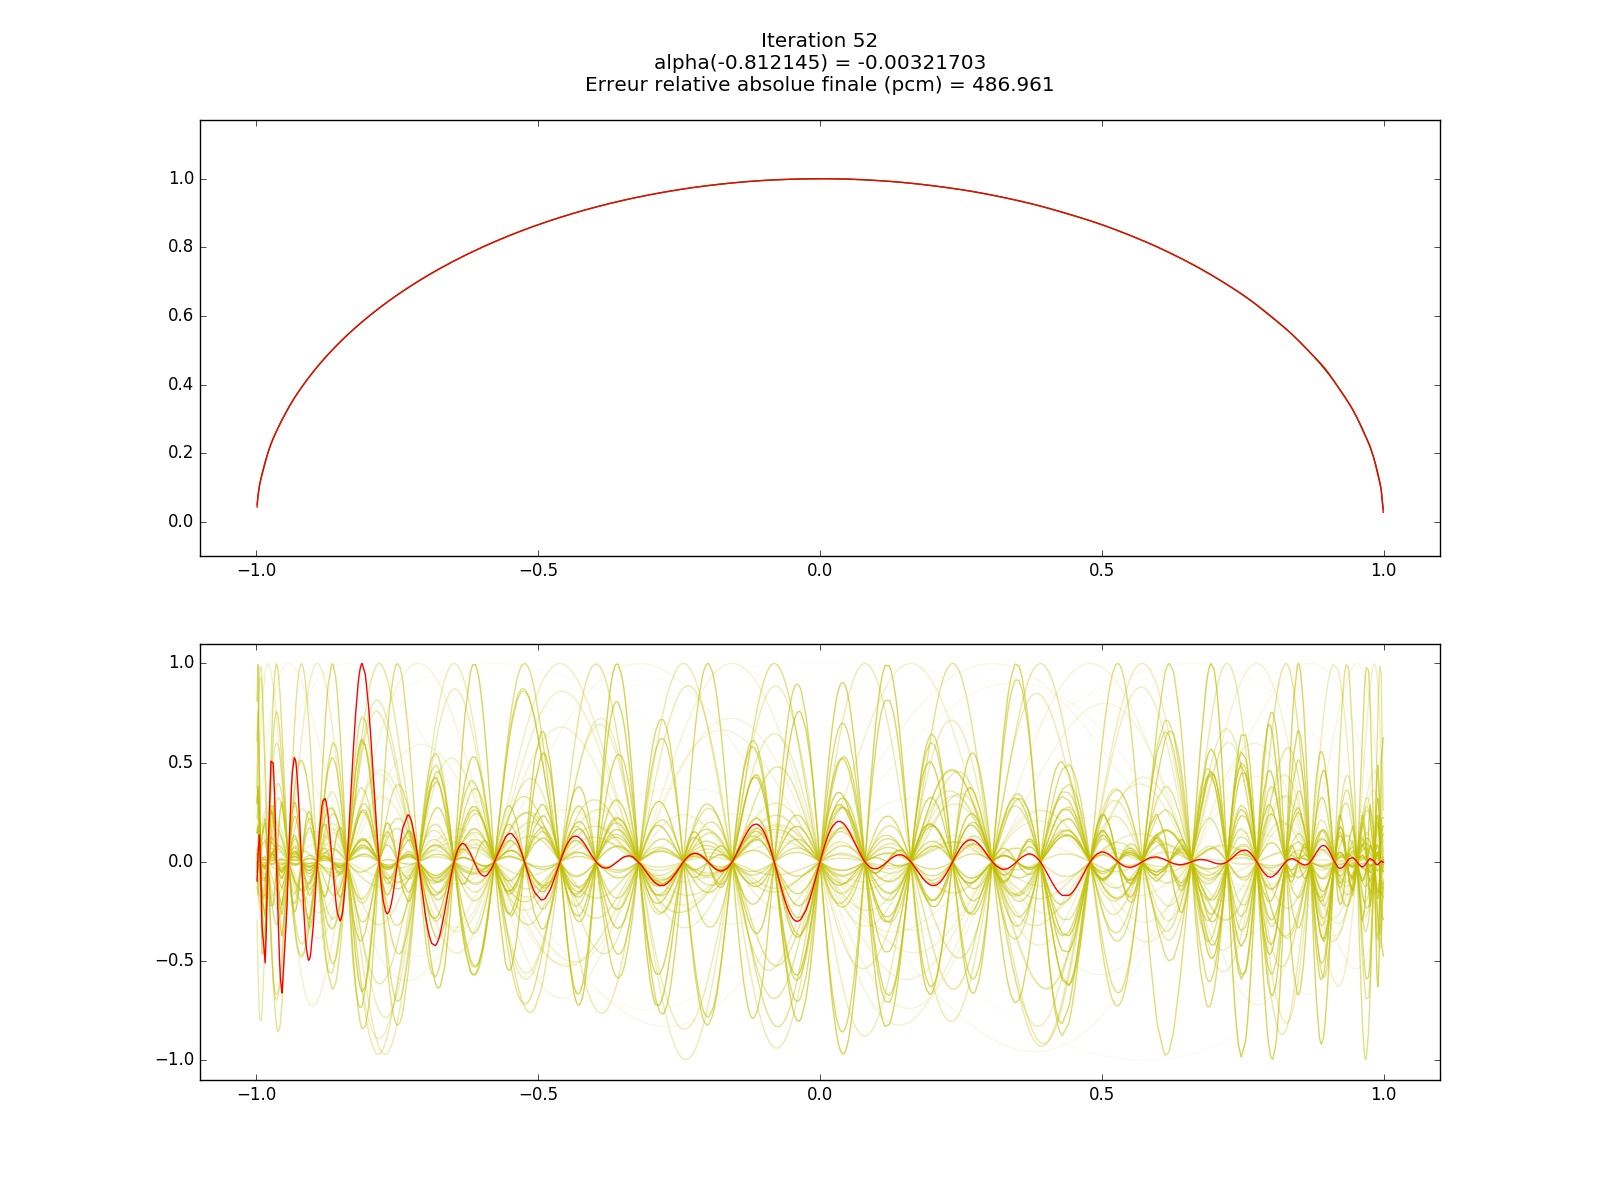 Iteration 52
alpha(-0.812145) = -0.00321703
Erreur relative absolue finale (pcm) = 486.961
1.0
0.8
0.6
0.4
0.2
0.0
−1.0 −0.5 0.0 0.5 1.0
1.0
0.5
0.0
−0.5
−1.0
−1.0 −0.5 0.0 0.5 1.0